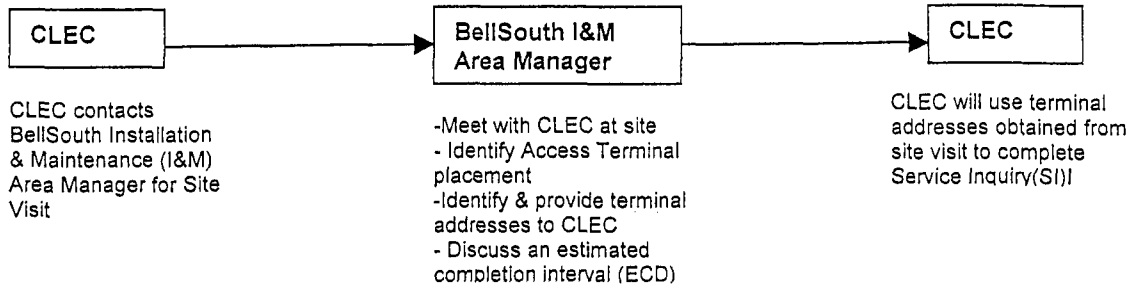 CLEC
CLEC contacts
BellSouth Installation
& Maintenance (I&M)
Area Manager for Site
Visit
BellSouth I&M
Area Manager
-Meet with CLEC at site
- Identify Access Terminal
placement
-Identify & provide terminal
addresses to CLEC
- Discuss an estimated
completion interval (ECD)
CLEC
CLEC will use terminal
addresses obtained from
site visit to complete
Service Inquiry(SI)I